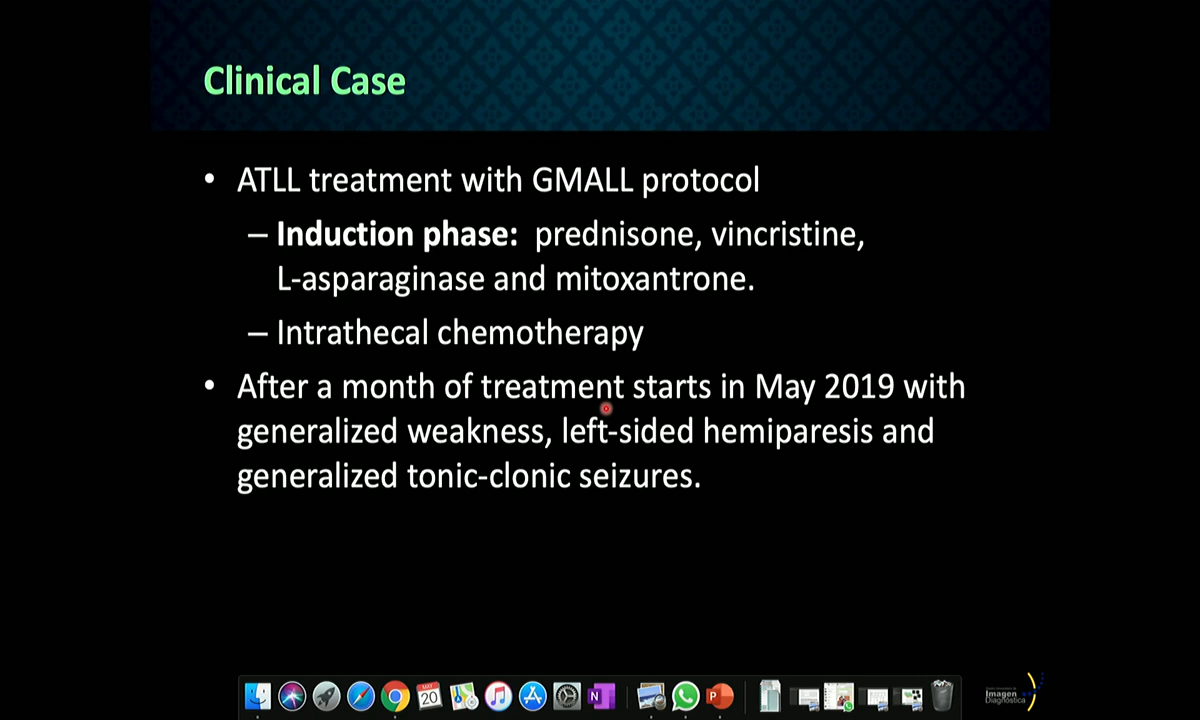 Clinical Case
• ATLL treatment with GMALL protocol
– Induction phase: prednisone, vincristine,
L-asparaginase and mitoxantrone.
– Intrathecal chemotherapy
• After a month of treatment starts in May 2019 with
generalized weakness, left-sided hemiparesis and
generalized tonic-clonic seizures.
MAY
20
N
P
Imagen
Diagnóstica